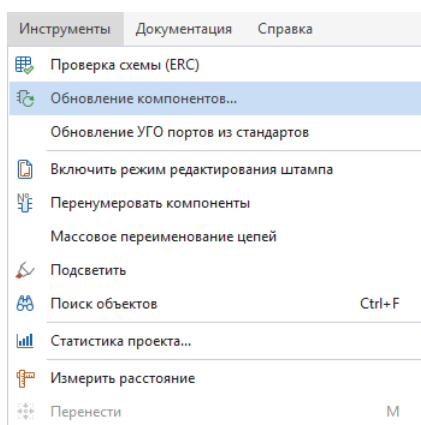 Инструменты Документация Справка
Проверка схемы (ERC)
Обновление компонентов...
Обновление УГО портов из стандартов
Включить режим редактирования штампа
Перенумеровать компоненты
Массовое переименование цепей
Подсветить
Поиск объектов Ctrl+F
Статистика проекта...
Измерить расстояние
Перенести M